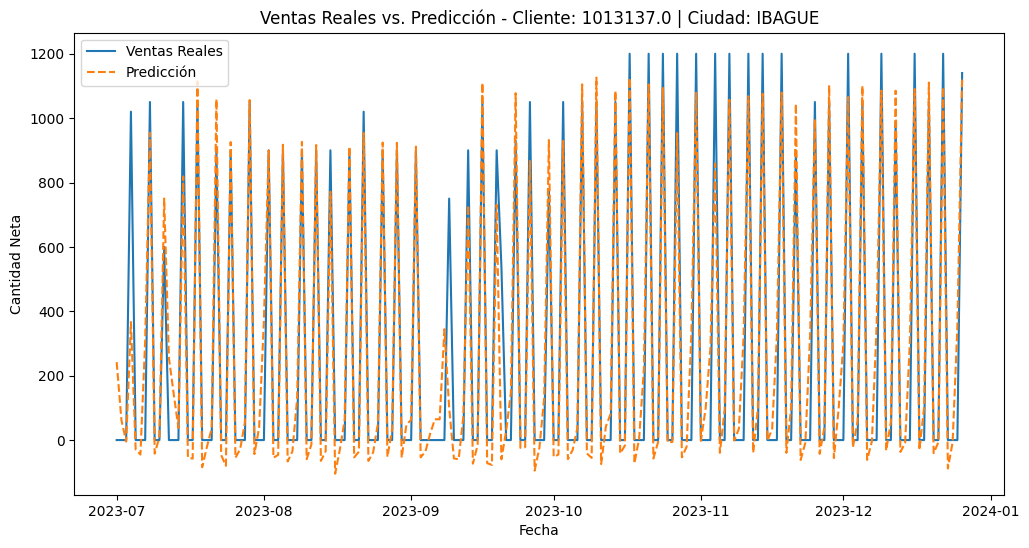 Ventas Reales vs. Predicción - Cliente: 1013137.0 | Ciudad: IBAGUE
Ventas Reales
Predicción
Cantidad Neta
1200
1000
800
600
400
200
0
2023-07
2023-08
2023-09
2023-10
2023-11
2023-12
2024-01
Fecha